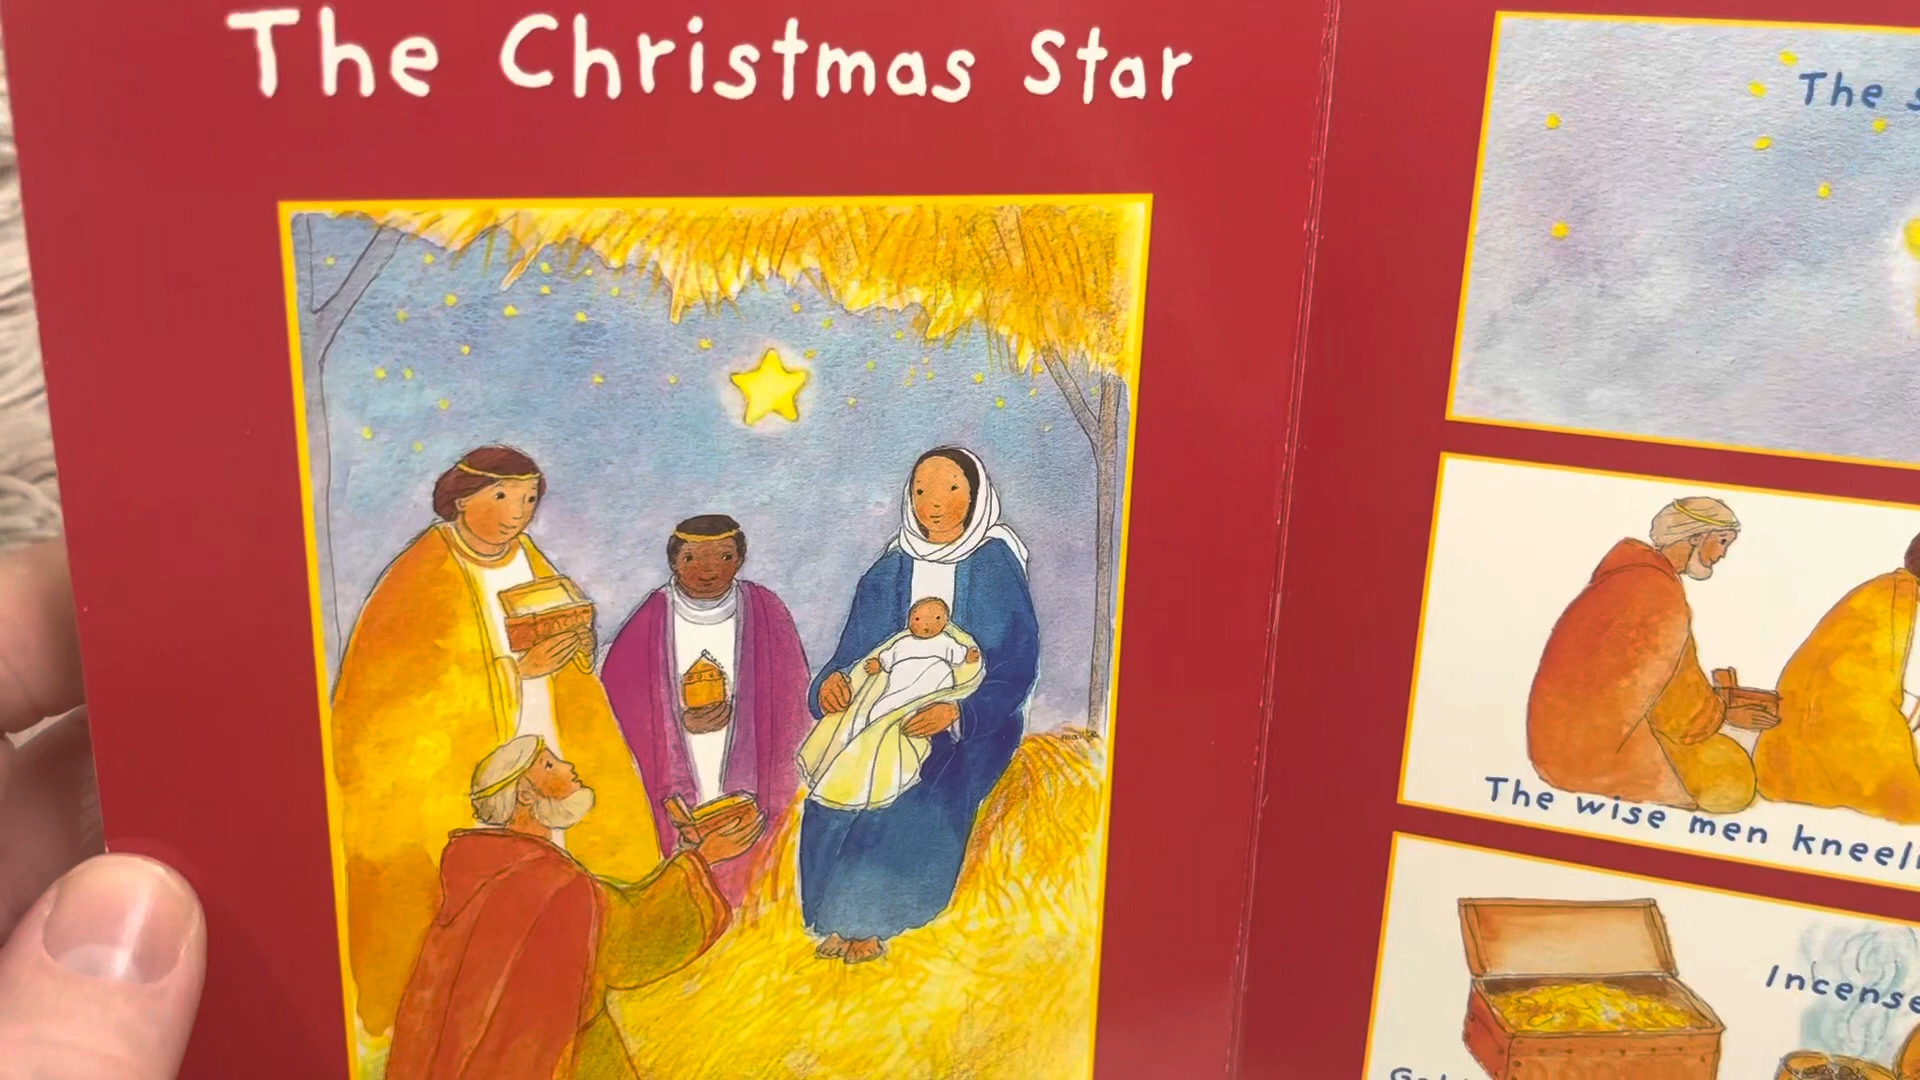 The Christmas Star
The
The wise men
Incense